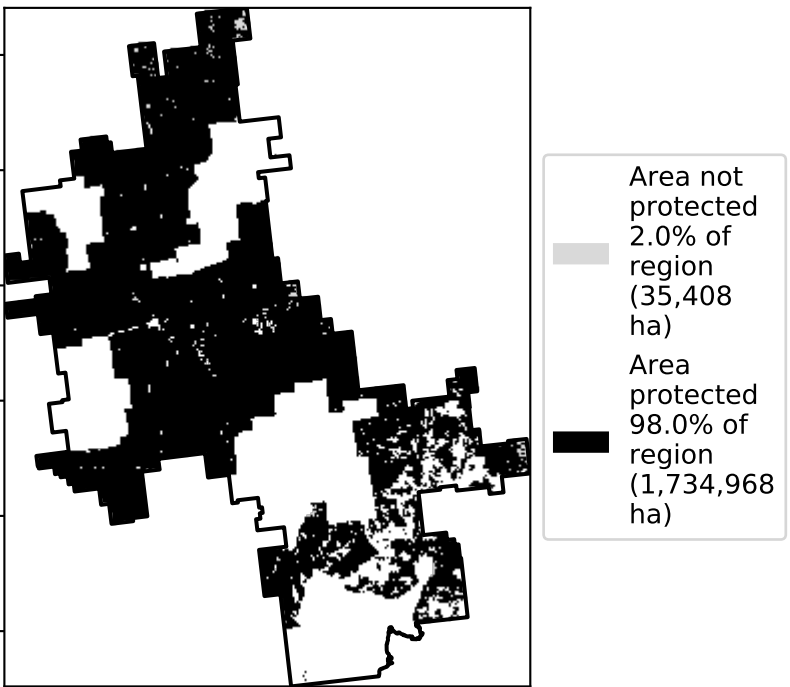 Area not
protected
2.0% of
region
(35,408
ha)
Area
protected
98.0% of
region
(1,734,968
ha)